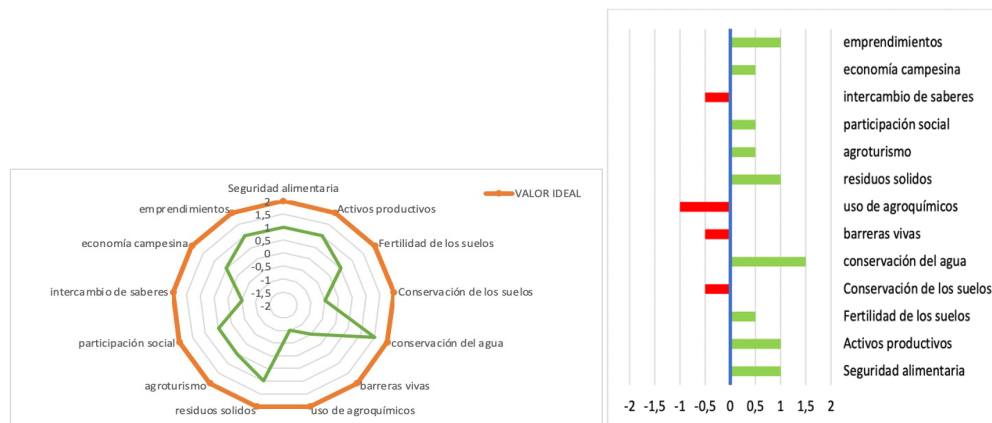 Seguridad alimentaria
VALOR IDEAL
emprendimientos
Activos productivos
economía campesina
Fertilidad de los suelos
intercambio de saberes
Conservación de los suelos
participación social
conservación del agua
agroturismo
barreras vivas
residuos solidos
uso de agroquímicos
2
1,5
1
0,5
0
-0,5
-1
-1,5
-2
emprendimientos
economía campesina
intercambio de saberes
participación social
agroturismo
residuos solidos
uso de agroquímicos
barreras vivas
conservación del agua
Conservación de los suelos
Fertilidad de los suelos
Activos productivos
Seguridad alimentaria
-2 -1,5 -1 -0,5 0 0,5 1 1,5 2